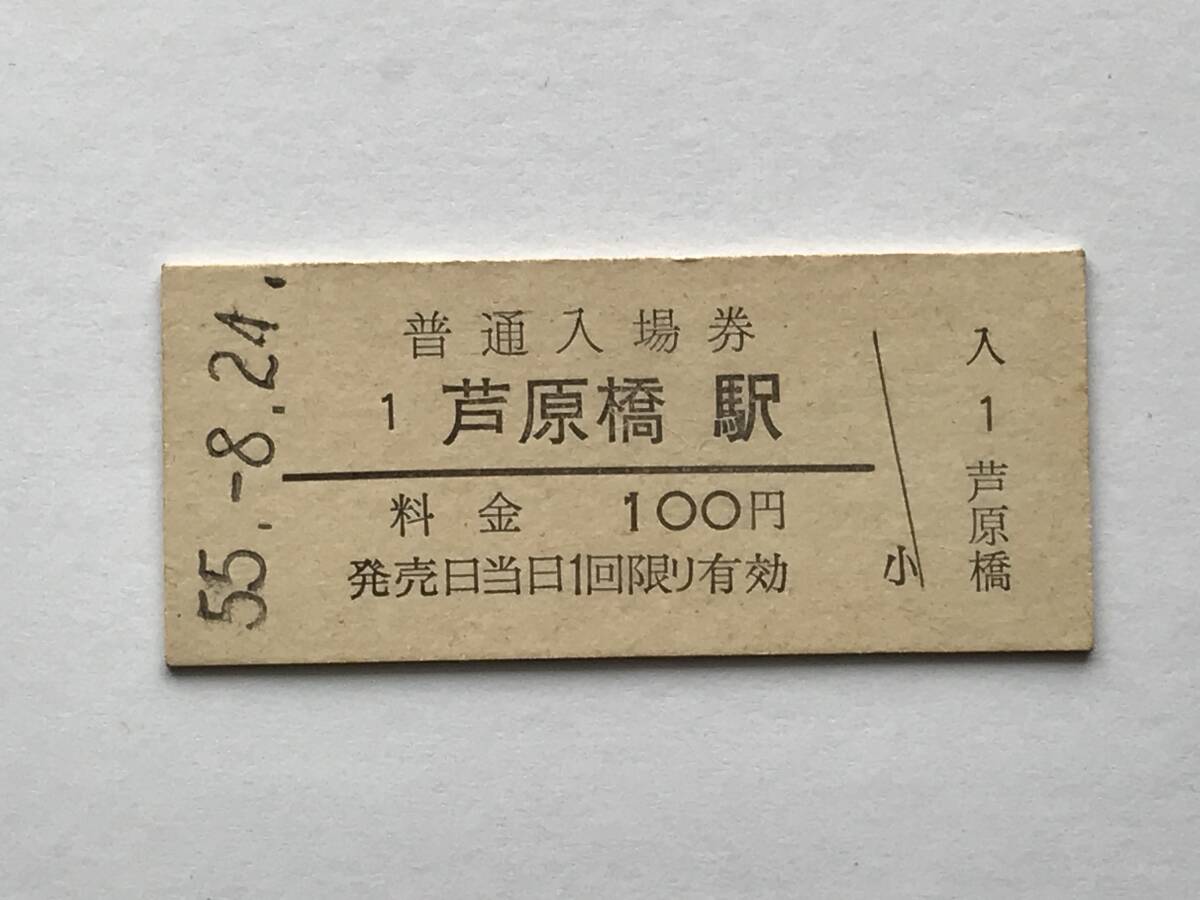 55.-8.24.
普通入場券
1 芦原橋 駅
料金 100円
発売日当日1回限り有効
小
入
1
芦原橋